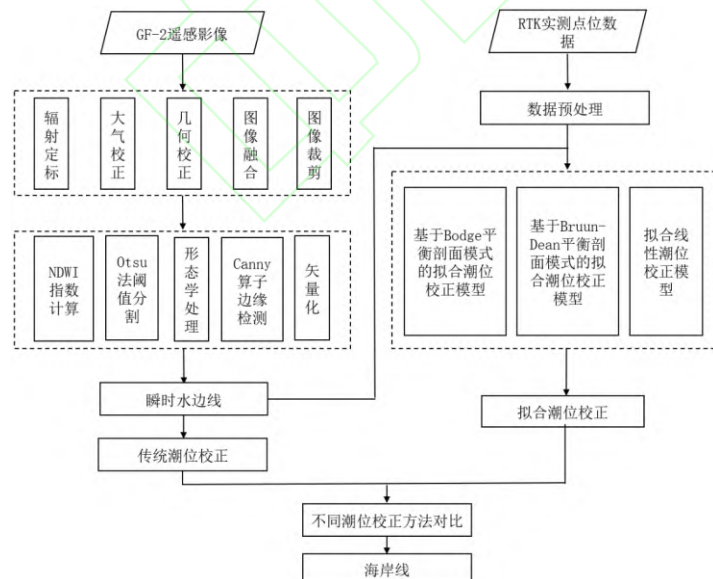 GF-2遥感影像
RTK实测点位数
据
数据预处理
辐
射
定
标
大
气
校
正
几
何
校
正
图
像
融
合
图
像
裁
剪
NDWI
指数
计算
Otsu
法阈
值分
割
形
态
学
处
理
Canny
算子
边缘
检测
矢
量
化
基于Bodge平
衡剖面模式
的拟合潮位
校正模型
基于Bruun-
Dean平衡剖
面模式的拟
合潮位校正
模型
拟合线
性潮位
校正模
型
瞬时水边线
传统潮位校正
拟合潮位校正
不同潮位校正方法对比
海岸线